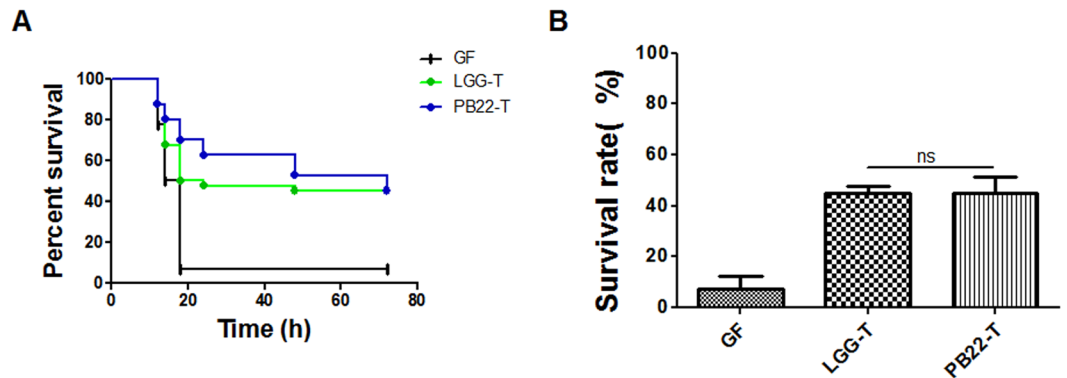 A
B
GF
LGG-T
PB22-T
Percent survival
100
80
60
40
20
0
0 20 40 60 80
Time (h)
Survival rate( %)
100
80
60
40
20
0
ns
GF
LGG-T
PB22-T